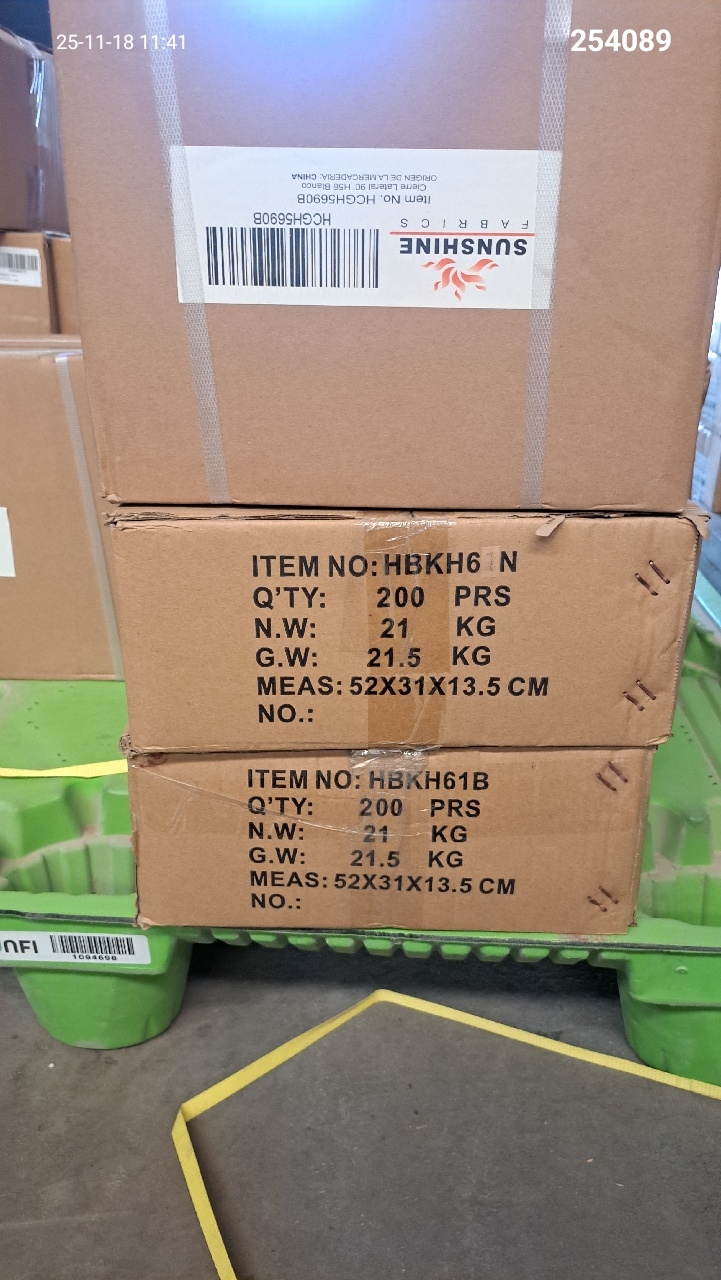 25-11-18 11:41
254089
SUNSHINE
FABRICS
HCGH5690B
Item No. HCGH5690B
Cierre Lateral 90' H56 Blanco
ORIGEN DE LA MERCADERIA: CHINA
ITEM NO: HBKH6 N
Q'TY: 200 PRS
N.W: 21 KG
G.W: 21.5 KG
MEAS: 52X31X13.5 CM
NO.:
ITEM NO: HBKH61B
Q'TY: 200 PRS
N.W: 21 KG
G.W: 21.5 KG
MEAS: 52X31X13.5 CM
NO.:
1094698